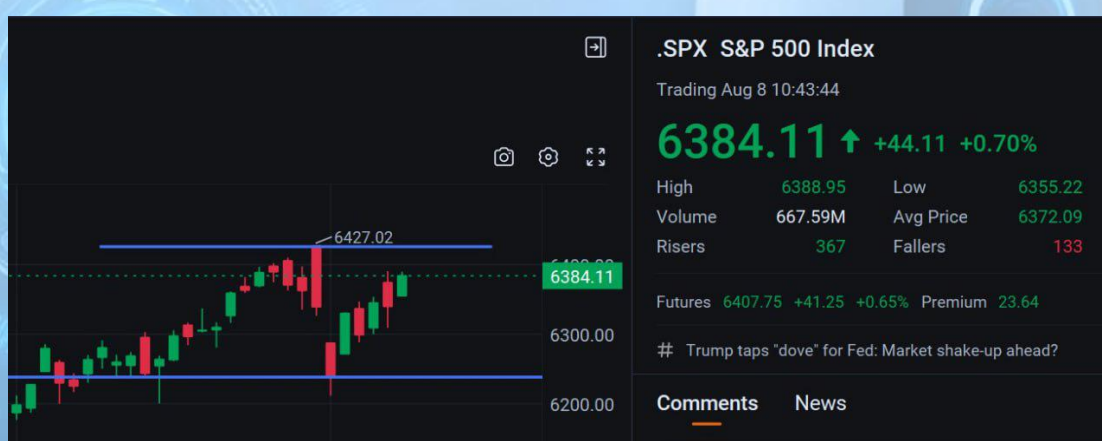 .SPX S&P 500 Index
Trading Aug 8 10:43:44
6384.11 +44.11 +0.70%
High 6388.95 Low 6355.22
Volume 667.59M Avg Price 6372.09
Risers 367 Fallers 133
Futures 6407.75 +41.25 +0.65% Premium 23.64
# Trump taps "dove" for Fed: Market shake-up ahead?
Comments News
6427.02
6384.11
6300.00
6200.00